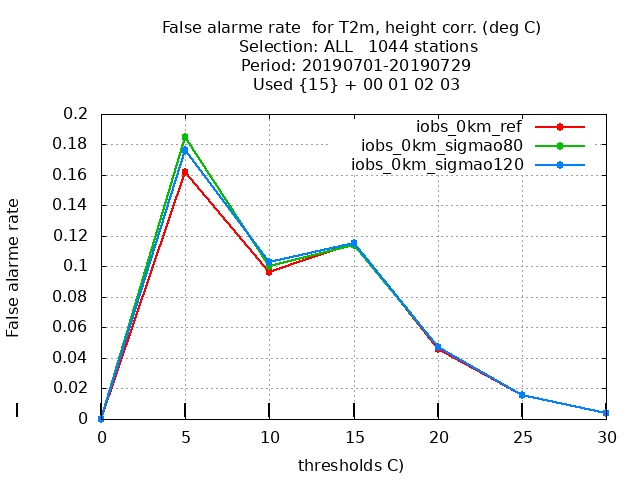 False alarme rate  for T2m, height corr. (deg C)
Selection: ALL   1044 stations
Period: 20190701-20190729
Used {15} + 00 01 02 03
iobs_0km_ref
iobs_0km_sigmao80
iobs_0km_sigmao120
False alarme rate
0.2
0.18
0.16
0.14
0.12
0.1
0.08
0.06
0.04
0.02
0
0 5 10 15 20 25 30
thresholds C)